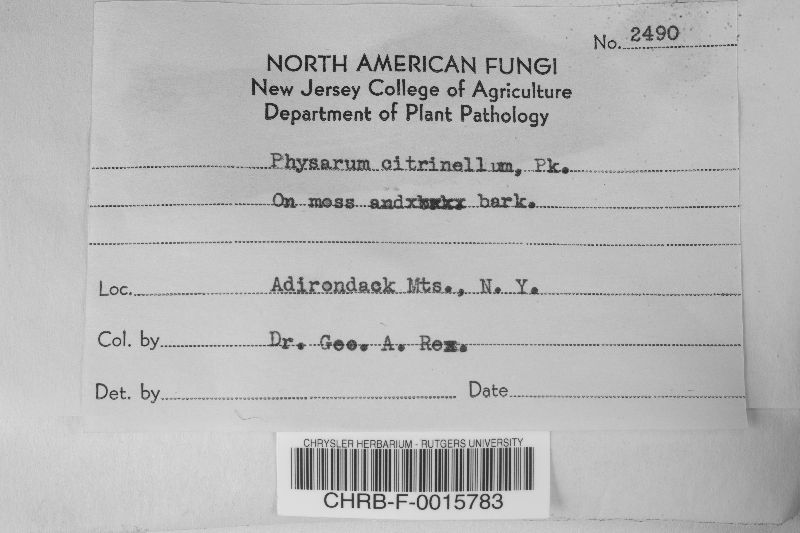 No. 2490
NORTH AMERICAN FUNGI
New Jersey College of Agriculture
Department of Plant Pathology
Physarum citrinellum, Pk.
On moss and bark.
Loc. Adirondack Mts., N. Y.
Col. by Dr. Geo. A. Rex.
Det. by Date
CHRYSLER HERBARIUM - RUTGERS UNIVERSITY
CHRB-F-0015783